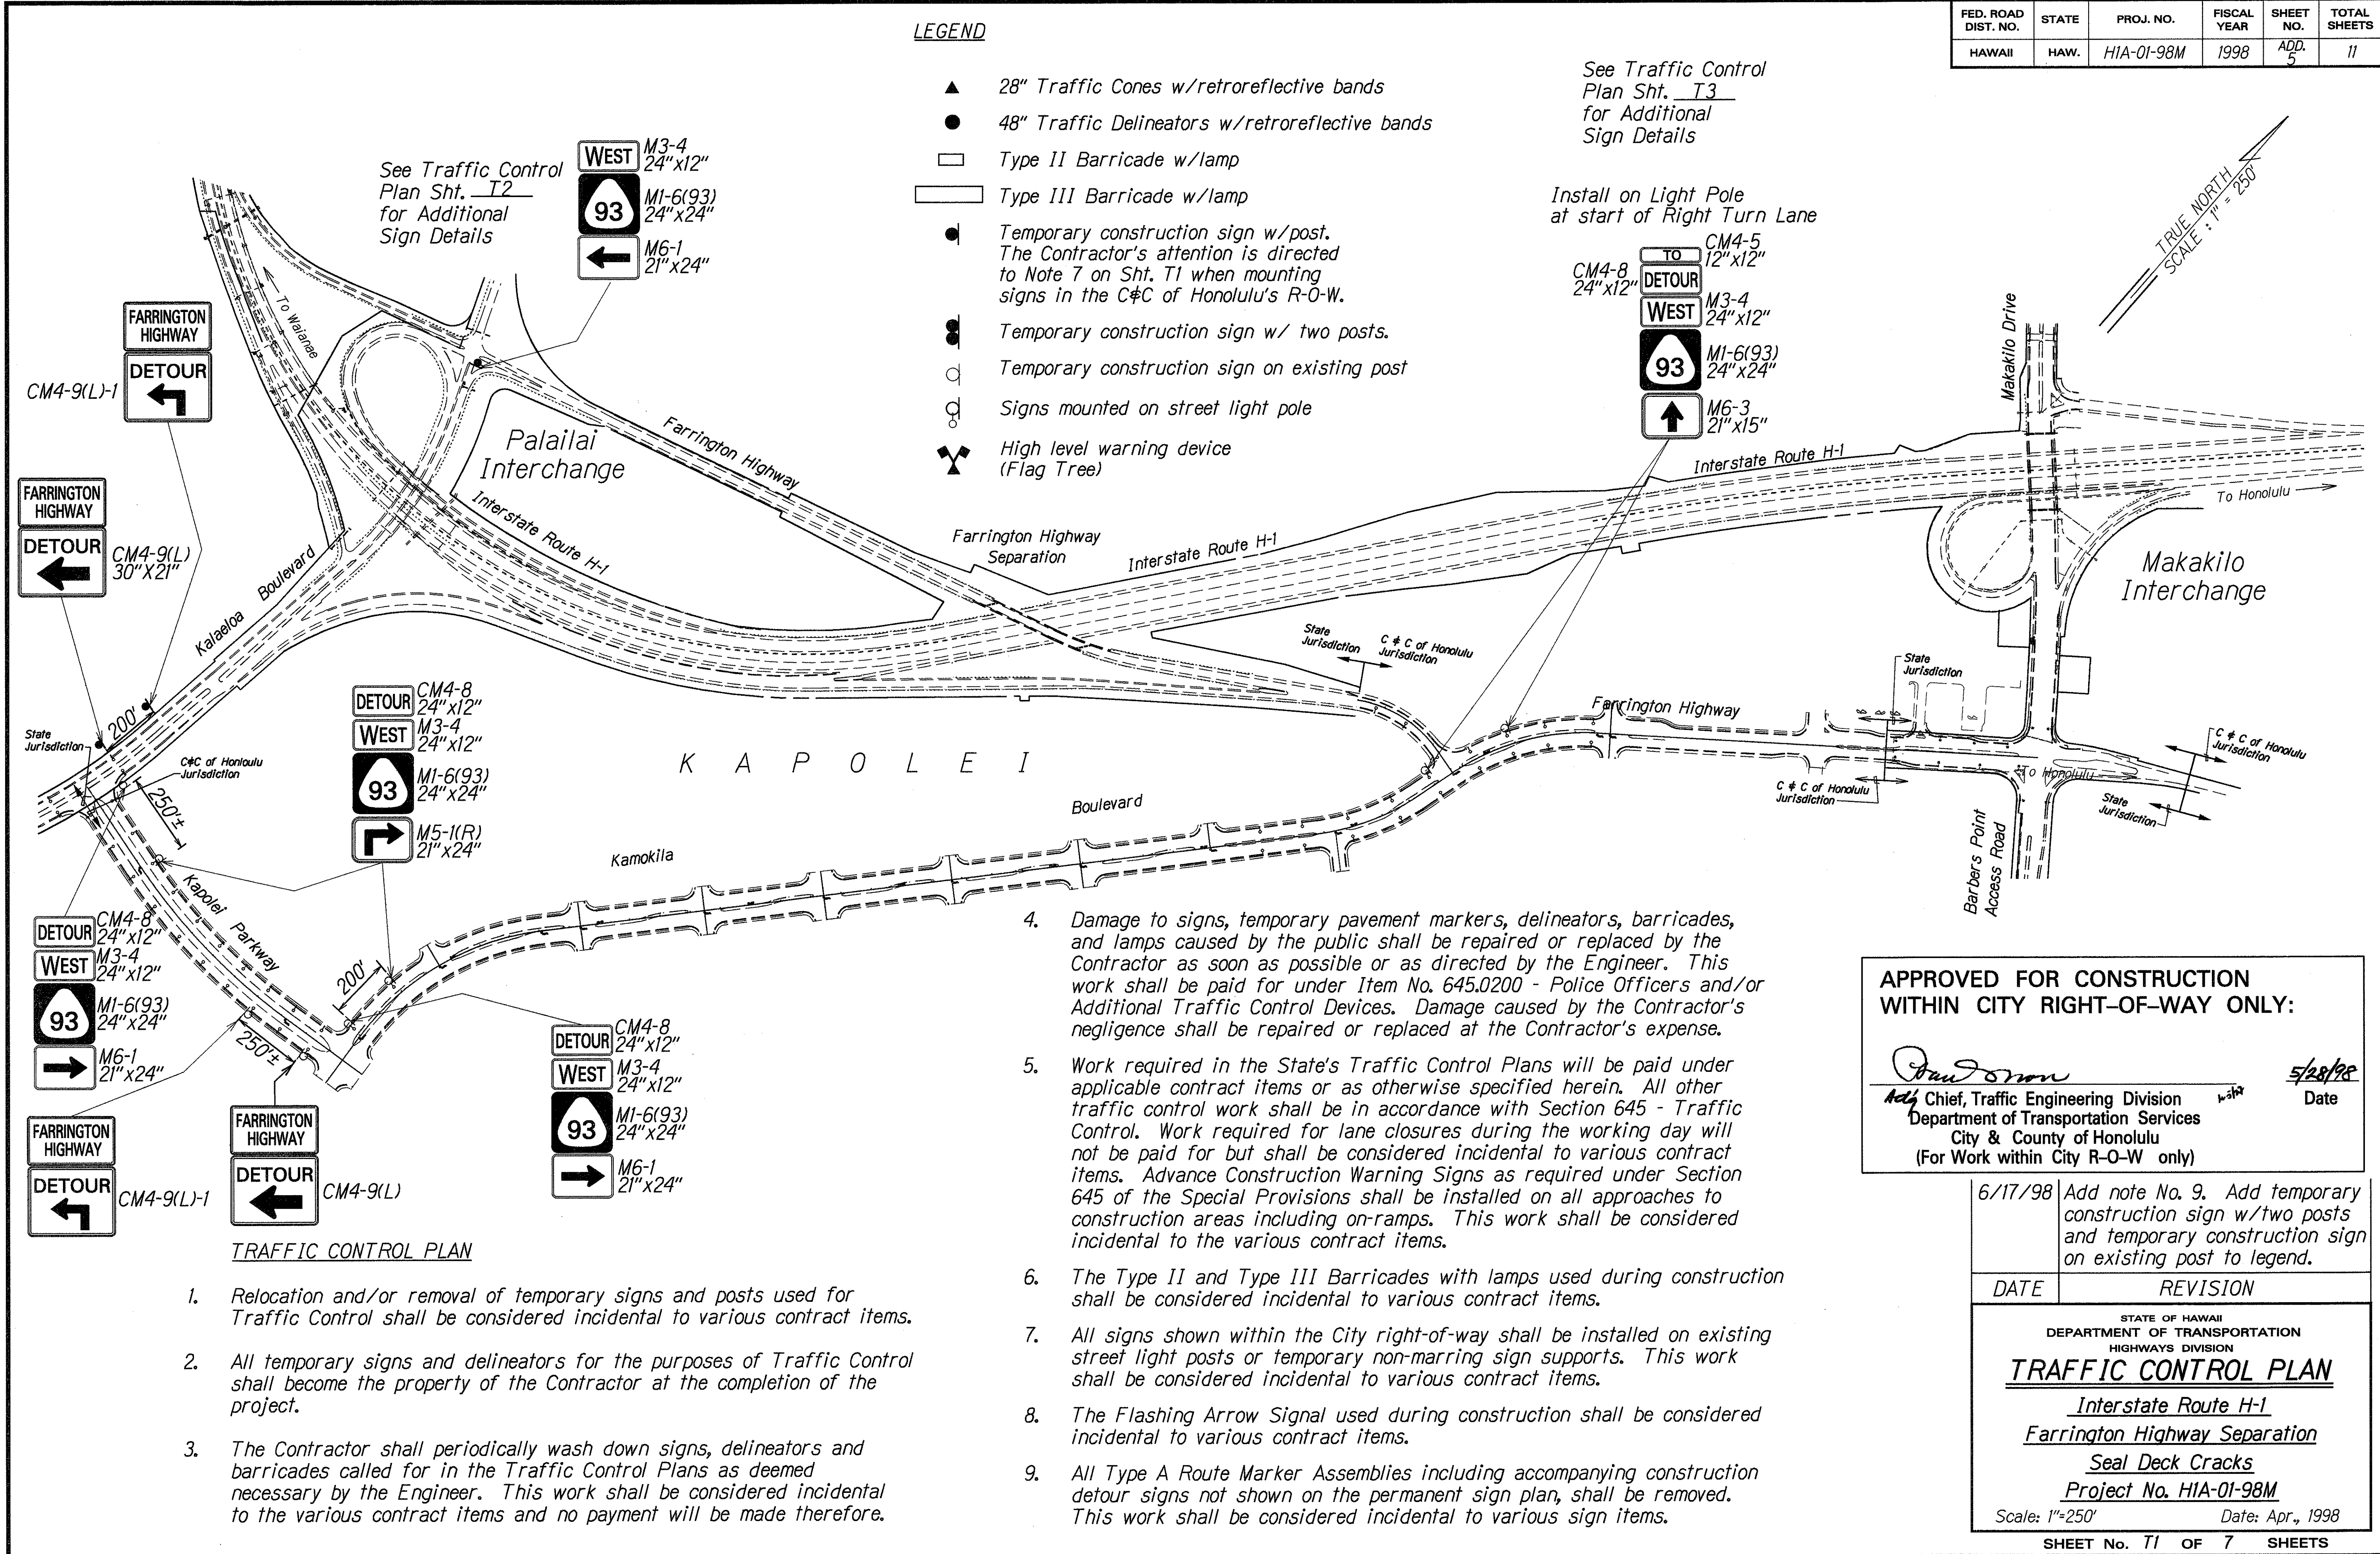 FED. ROAD DIST. NO.
STATE
PROJ. NO.
FISCAL YEAR
SHEET NO.
TOTAL SHEETS
HAWAII
HAW.
H1A-01-98M
1998
ADD. 5
11
LEGEND
28" Traffic Cones w/retroreflective bands
48" Traffic Delineators w/retroreflective bands
Type II Barricade w/lamp
Type III Barricade w/lamp
Temporary construction sign w/post.
The Contractor's attention is directed
to Note 7 on Sht. T1 when mounting
signs in the C&C of Honolulu's R-O-W.
Temporary construction sign w/ two posts.
Temporary construction sign on existing post
Signs mounted on street light pole
High level warning device
(Flag Tree)
See Traffic Control
Plan Sht. T2
for Additional
Sign Details
WEST
M3-4
24"x12"
93
M1-6(93)
24"x24"
M6-1
21"x24"
See Traffic Control
Plan Sht. T3
for Additional
Sign Details
Install on Light Pole
at start of Right Turn Lane
TO
CM4-5
12"x12"
CM4-8
24"x12"
DETOUR
WEST
M3-4
24"x12"
93
M1-6(93)
24"x24"
M6-3
21"x15"
TRUE NORTH
SCALE : 1" = 250'
To Waianae
FARRINGTON
HIGHWAY
DETOUR
CM4-9(L)-1
FARRINGTON
HIGHWAY
DETOUR
CM4-9(L)
30"X21"
Palailai
Interchange
Farrington Highway
Interstate Route H-1
Farrington Highway
Separation
Interstate Route H-1
Interstate Route H-1
Makakilo Drive
To Honolulu
Makakilo
Interchange
Kalaeloa Boulevard
State
Jurisdiction
C & C of Honolulu
Jurisdiction
State
Jurisdiction
Farrington Highway
200'
State
Jurisdiction
C&C of Honloulu
Jurisdiction
250'±
DETOUR
CM4-8
24"x12"
WEST
M3-4
24"x12"
93
M1-6(93)
24"x24"
M5-1(R)
21"x24"
KAPOLEI
Kamokila
Boulevard
C & C of Honolulu
Jurisdiction
To Honolulu
C & C of Honolulu
Jurisdiction
State
Jurisdiction
Barbers Point
Access Road
Kapolei Parkway
DETOUR
CM4-8
24"x12"
WEST
M3-4
24"x12"
93
M1-6(93)
24"x24"
M6-1
21"x24"
200'
250'±
DETOUR
CM4-8
24"x12"
WEST
M3-4
24"x12"
93
M1-6(93)
24"x24"
M6-1
21"x24"
FARRINGTON
HIGHWAY
DETOUR
CM4-9(L)-1
FARRINGTON
HIGHWAY
DETOUR
CM4-9(L)
TRAFFIC CONTROL PLAN
1. Relocation and/or removal of temporary signs and posts used for
Traffic Control shall be considered incidental to various contract items.
2. All temporary signs and delineators for the purposes of Traffic Control
shall become the property of the Contractor at the completion of the
project.
3. The Contractor shall periodically wash down signs, delineators and
barricades called for in the Traffic Control Plans as deemed
necessary by the Engineer. This work shall be considered incidental
to the various contract items and no payment will be made therefore.
4. Damage to signs, temporary pavement markers, delineators, barricades,
and lamps caused by the public shall be repaired or replaced by the
Contractor as soon as possible or as directed by the Engineer. This
work shall be paid for under Item No. 645.0200 - Police Officers and/or
Additional Traffic Control Devices. Damage caused by the Contractor's
negligence shall be repaired or replaced at the Contractor's expense.
5. Work required in the State's Traffic Control Plans will be paid under
applicable contract items or as otherwise specified herein. All other
traffic control work shall be in accordance with Section 645 - Traffic
Control. Work required for lane closures during the working day will
not be paid for but shall be considered incidental to various contract
items. Advance Construction Warning Signs as required under Section
645 of the Special Provisions shall be installed on all approaches to
construction areas including on-ramps. This work shall be considered
incidental to the various contract items.
6. The Type II and Type III Barricades with lamps used during construction
shall be considered incidental to various contract items.
7. All signs shown within the City right-of-way shall be installed on existing
street light posts or temporary non-marring sign supports. This work
shall be considered incidental to various contract items.
8. The Flashing Arrow Signal used during construction shall be considered
incidental to various contract items.
9. All Type A Route Marker Assemblies including accompanying construction
detour signs not shown on the permanent sign plan, shall be removed.
This work shall be considered incidental to various sign items.
APPROVED FOR CONSTRUCTION
WITHIN CITY RIGHT-OF-WAY ONLY:
5/28/98
Chief, Traffic Engineering Division
Date
Department of Transportation Services
City & County of Honolulu
(For Work within City R-O-W only)
6/17/98 Add note No. 9. Add temporary
construction sign w/two posts
and temporary construction sign
on existing post to legend.
DATE REVISION
STATE OF HAWAII
DEPARTMENT OF TRANSPORTATION
HIGHWAYS DIVISION
TRAFFIC CONTROL PLAN
Interstate Route H-1
Farrington Highway Separation
Seal Deck Cracks
Project No. H1A-01-98M
Scale: 1"=250' Date: Apr., 1998
SHEET No. T1 OF 7 SHEETS